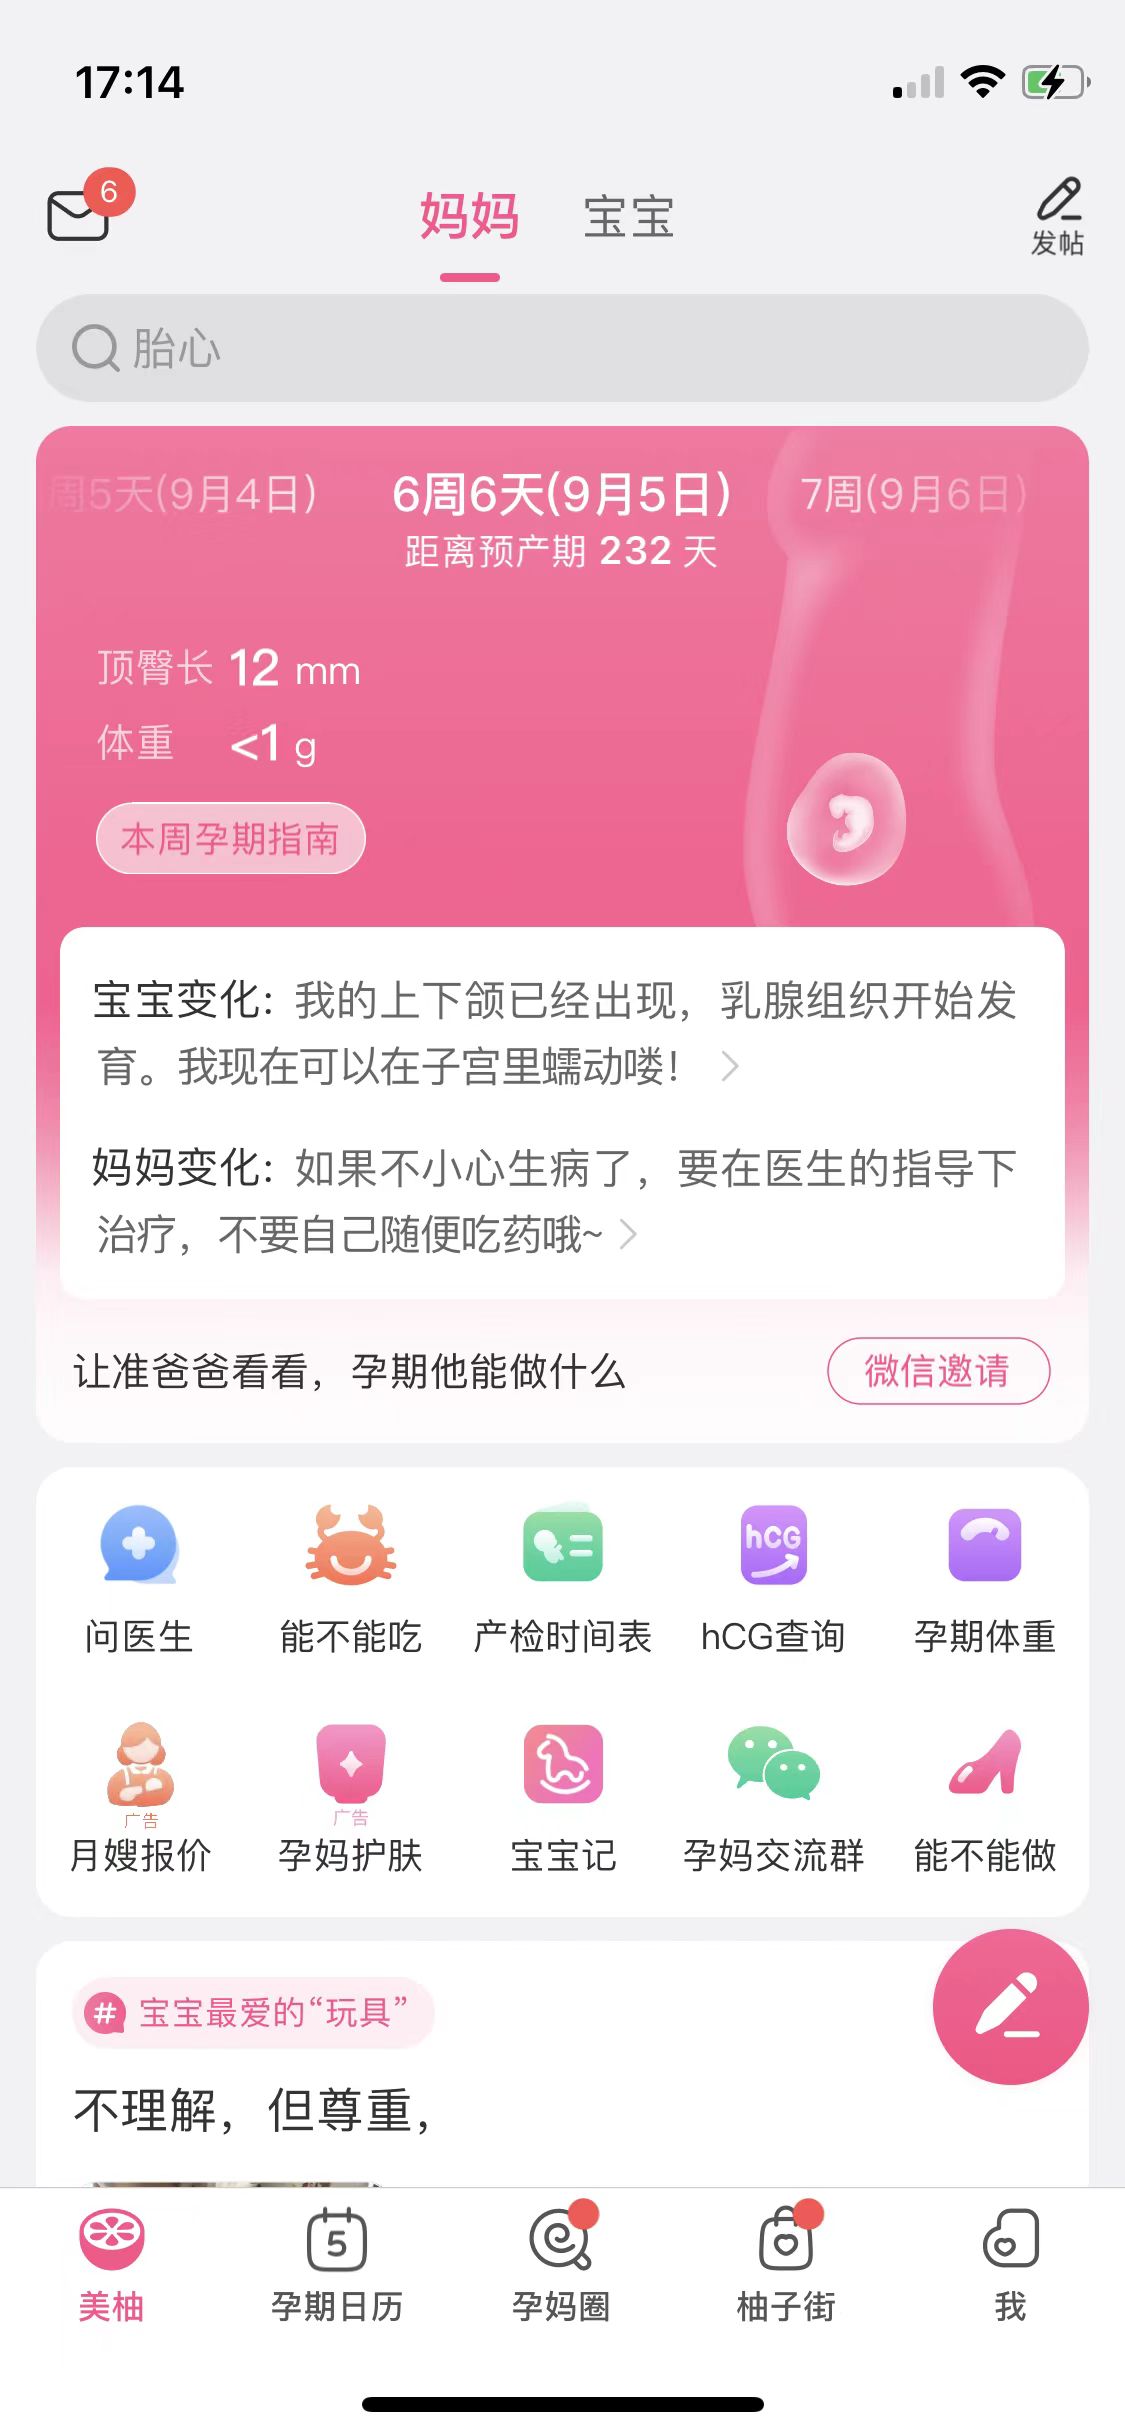 17:14
6
妈妈 宝宝
发帖
胎心
周5天(9月4日) 6周6天(9月5日) 7周(9月6日)
距离预产期 232 天
顶臀长 12 mm
体重 <1 g
本周孕期指南
宝宝变化：我的上下颌已经出现，乳腺组织开始发
育。我现在可以在子宫里蠕动喽！
妈妈变化：如果不小心生病了，要在医生的指导下
治疗，不要自己随便吃药哦~
让准爸爸看看，孕期他能做什么 微信邀请
hCG
问医生 能不能吃 产检时间表 hCG查询 孕期体重
广告 广告
月嫂报价 孕妈护肤 宝宝记 孕妈交流群 能不能做
# 宝宝最爱的“玩具”
不理解，但尊重，
5
美柚 孕期日历 孕妈圈 柚子街 我